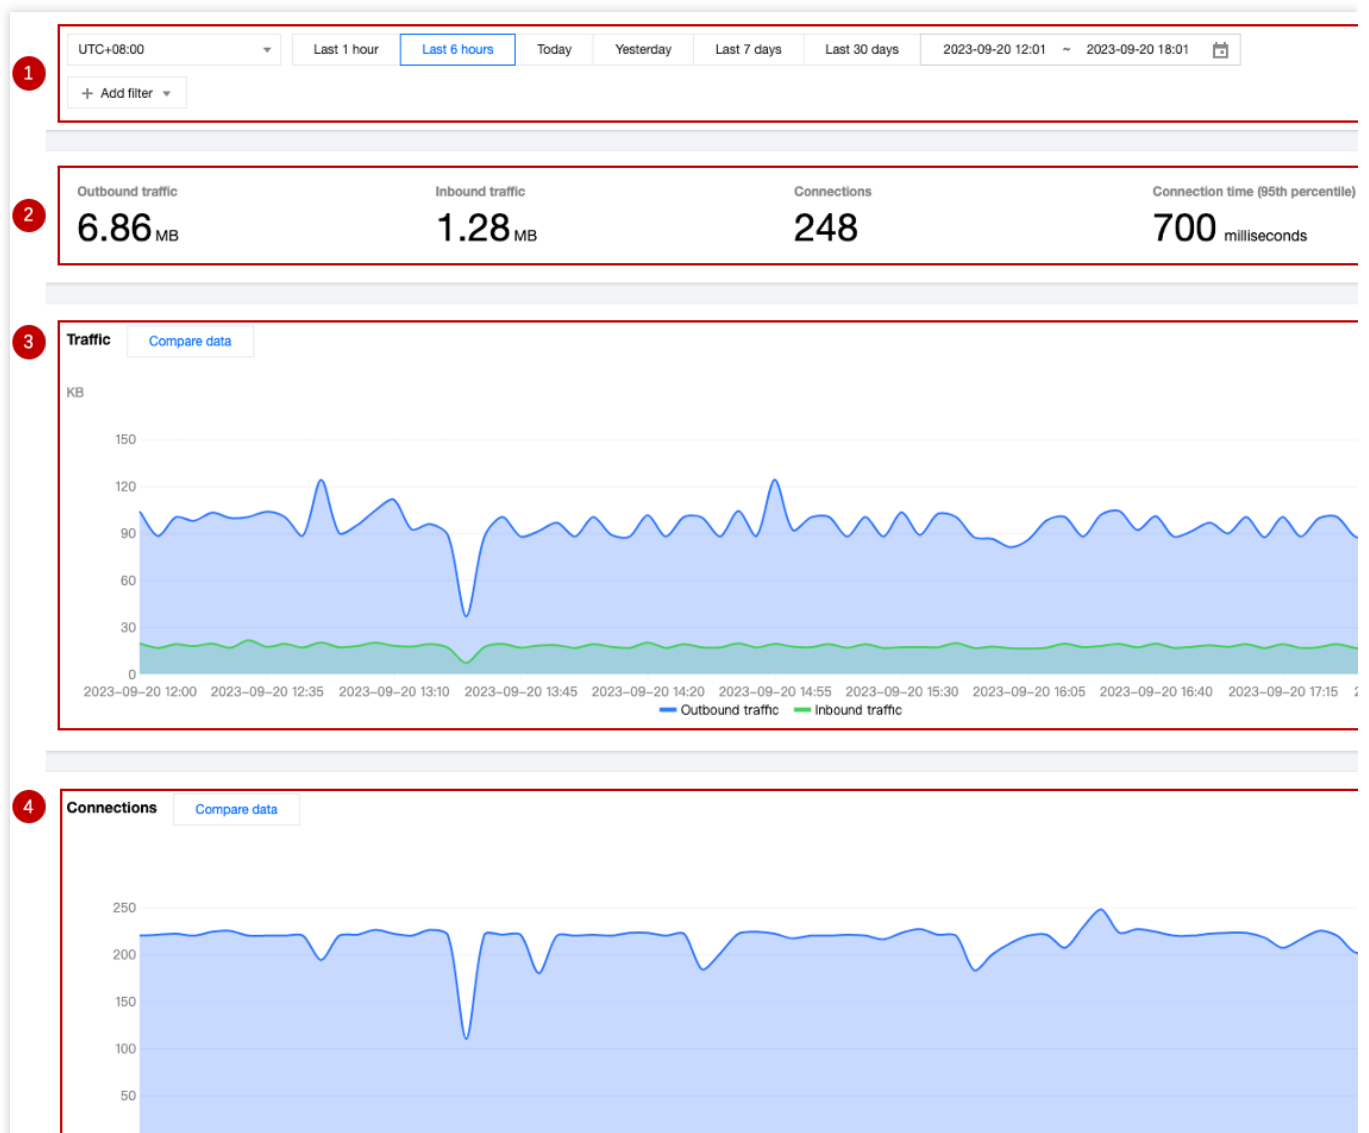 1
UTC+08:00
Last 1 hour
Last 6 hours
Today
Yesterday
Last 7 days
Last 30 days
2023-09-20 12:01 ~ 2023-09-20 18:01
+ Add filter
2
Outbound traffic
6.86 MB
Inbound traffic
1.28 MB
Connections
248
Connection time (95th percentile)
700 milliseconds
3
Traffic
Compare data
KB
150
120
90
60
30
0
2023-09-20 12:00
2023-09-20 12:35
2023-09-20 13:10
2023-09-20 13:45
2023-09-20 14:20
2023-09-20 14:55
2023-09-20 15:30
2023-09-20 16:05
2023-09-20 16:40
2023-09-20 17:15
Outbound traffic
Inbound traffic
4
Connections
Compare data
250
200
150
100
50